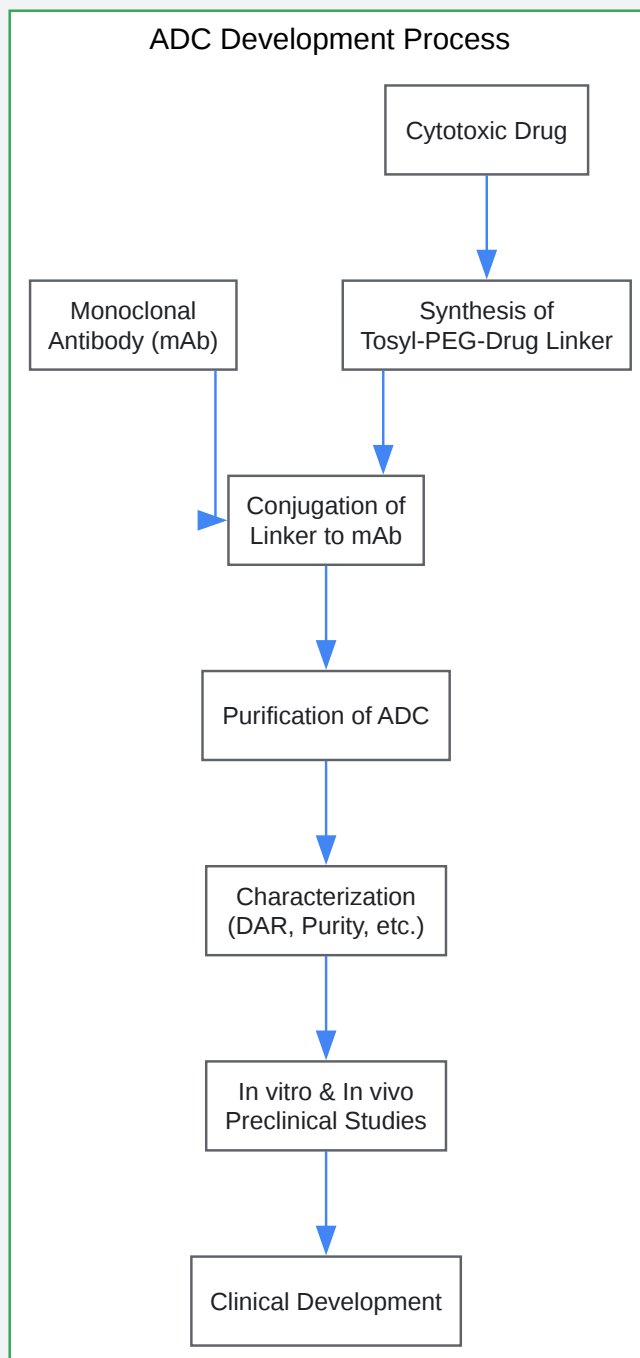 ADC Development Process
Cytotoxic Drug
Monoclonal
Antibody (mAb)
Synthesis of
Tosyl-PEG-Drug Linker
Conjugation of
Linker to mAb
Purification of ADC
Characterization
(DAR, Purity, etc.)
In vitro & In vivo
Preclinical Studies
Clinical Development